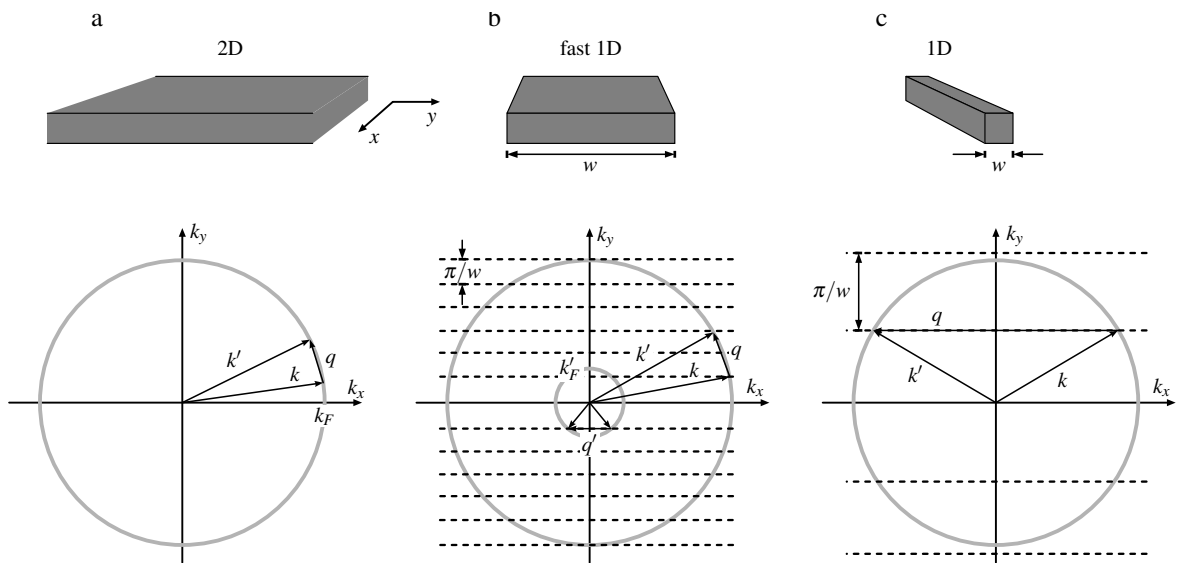 a
2D
x
y
b
fast 1D
w
c
1D
w
k_y
k′
q
k
k_x
k_F
k_y
π/w
k′_F
k′
q
k
k_x
q′
k_y
π/w
q
k′
k
k_x